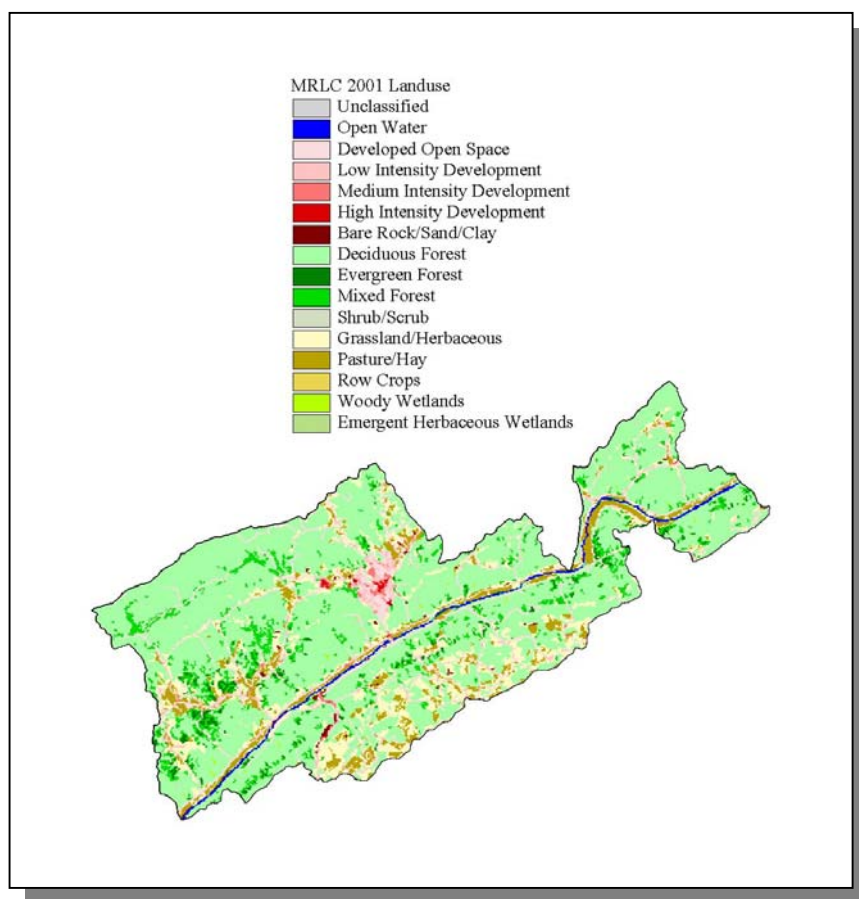 MRLC 2001 Landuse
Unclassified
Open Water
Developed Open Space
Low Intensity Development
Medium Intensity Development
High Intensity Development
Bare Rock/Sand/Clay
Deciduous Forest
Evergreen Forest
Mixed Forest
Shrub/Scrub
Grassland/Herbaceous
Pasture/Hay
Row Crops
Woody Wetlands
Emergent Herbaceous Wetlands